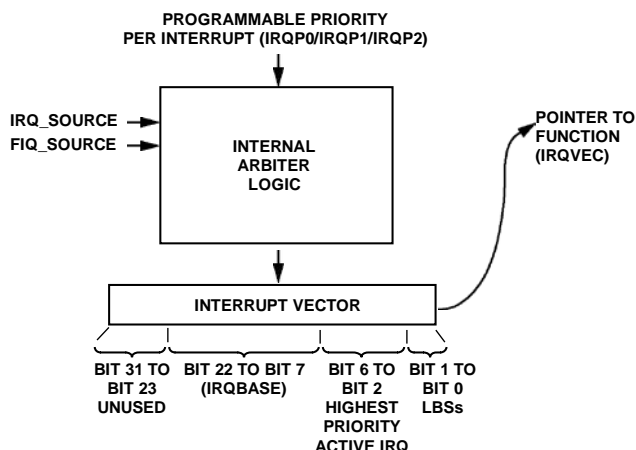 PROGRAMMABLE PRIORITY
PER INTERRUPT (IRQP0/IRQP1/IRQP2)
IRQ_SOURCE
FIQ_SOURCE
INTERNAL
ARBITER
LOGIC
POINTER TO
FUNCTION
(IRQVEC)
INTERRUPT VECTOR
BIT 31 TO
BIT 23
UNUSED
BIT 22 TO BIT 7
(IRQBASE)
BIT 6 TO
BIT 2
HIGHEST
PRIORITY
ACTIVE IRQ
BIT 1 TO
BIT 0
LBSs